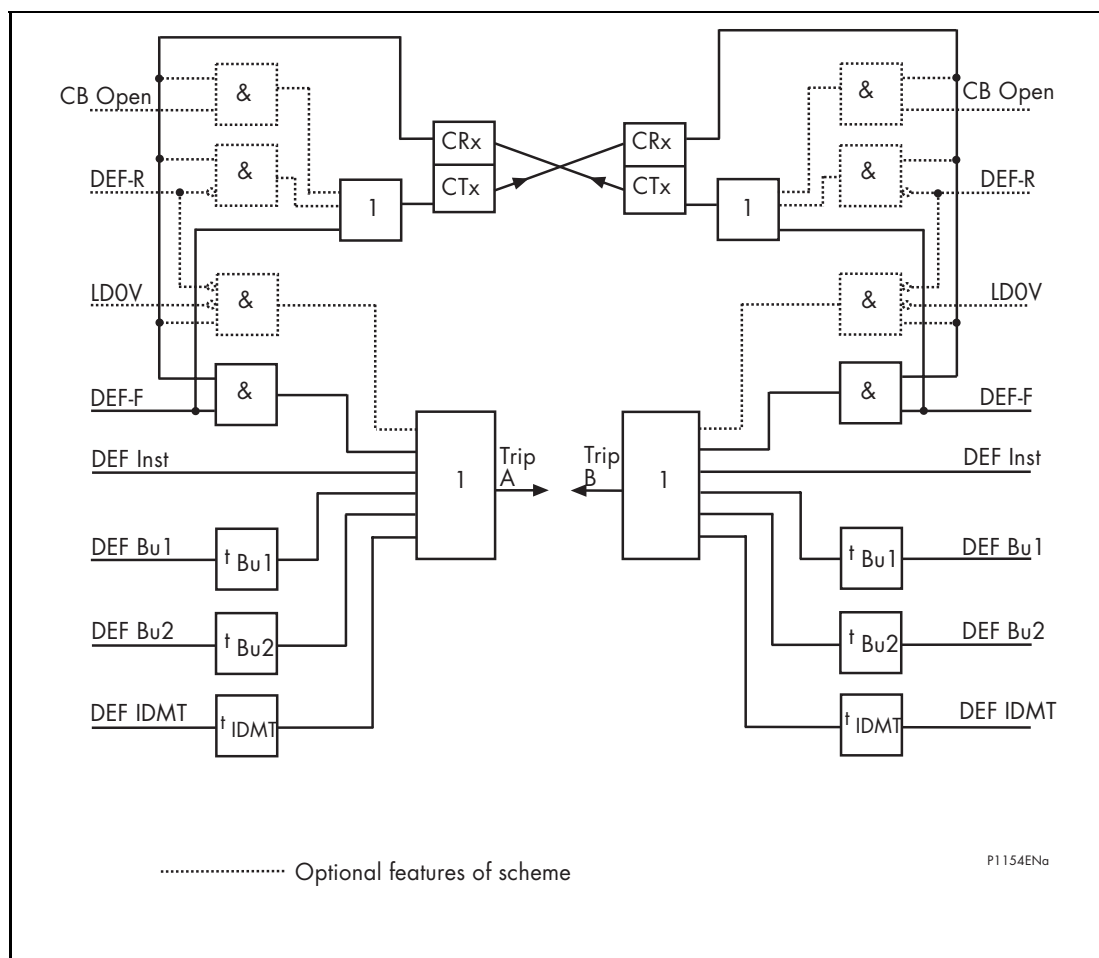 CB Open & CRx CRx & CB Open
DEF-R & CTx CTx & DEF-R
1 1
LD0V & & LD0V
DEF-F & & DEF-F
DEF Inst 1 Trip A Trip B 1 DEF Inst
DEF Bu1 t Bu1 t Bu1 DEF Bu1
DEF Bu2 t Bu2 t Bu2 DEF Bu2
DEF IDMT t IDMT t IDMT DEF IDMT
Optional features of scheme
P1154ENa